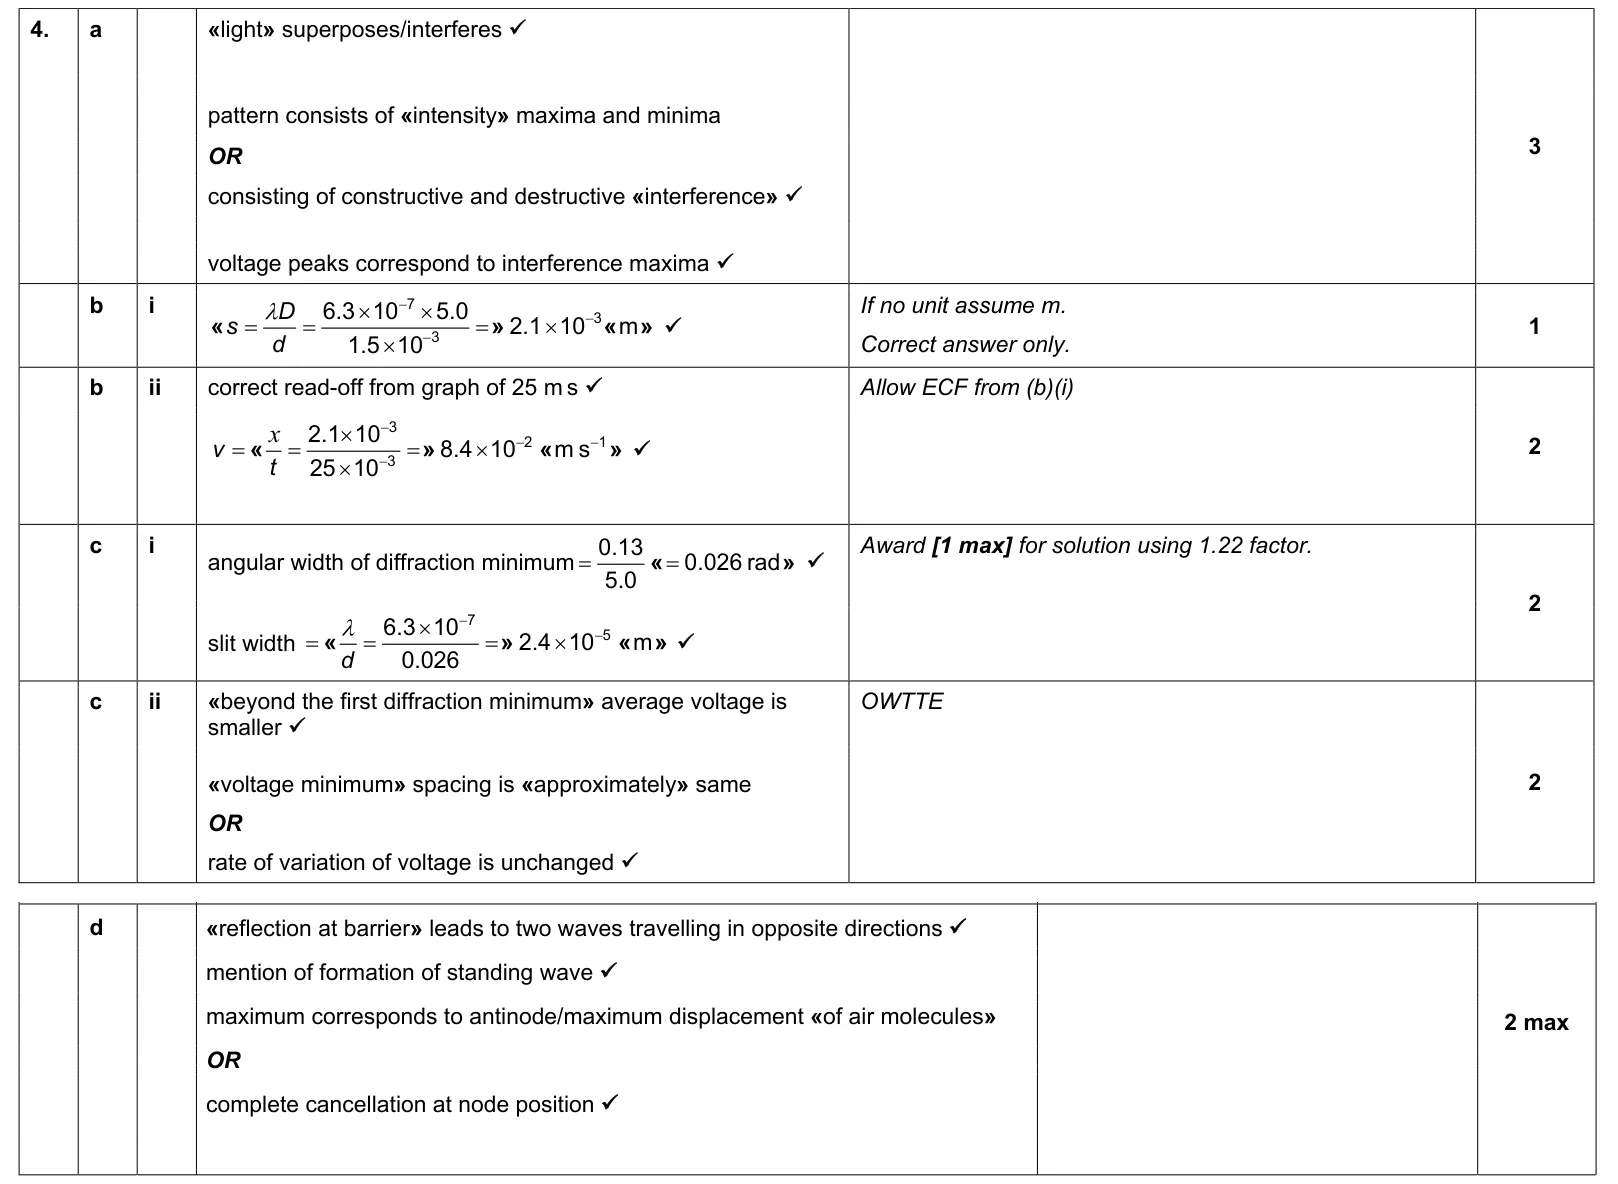 4. a «light» superposes/interferes ✓
pattern consists of «intensity» maxima and minima
OR
3
consisting of constructive and destructive «interference» ✓
voltage peaks correspond to interference maxima ✓
b i «s = λD/d = 6.3×10⁻⁷×5.0/1.5×10⁻³ =» 2.1×10⁻³ «m» ✓ If no unit assume m.
Correct answer only.
1
b ii correct read-off from graph of 25 m s ✓ Allow ECF from (b)(i)
v = «x/t = 2.1×10⁻³/25×10⁻³ =» 8.4×10⁻² «m s⁻¹» ✓
2
c i angular width of diffraction minimum = 0.13/5.0 «= 0.026 rad» ✓ Award [1 max] for solution using 1.22 factor.
2
slit width = «λ/d = 6.3×10⁻⁷/0.026 =» 2.4×10⁻⁵ «m» ✓
c ii «beyond the first diffraction minimum» average voltage is OWTTE
smaller ✓
«voltage minimum» spacing is «approximately» same
2
OR
rate of variation of voltage is unchanged ✓
d «reflection at barrier» leads to two waves travelling in opposite directions ✓
mention of formation of standing wave ✓
maximum corresponds to antinode/maximum displacement «of air molecules»
2 max
OR
complete cancellation at node position ✓